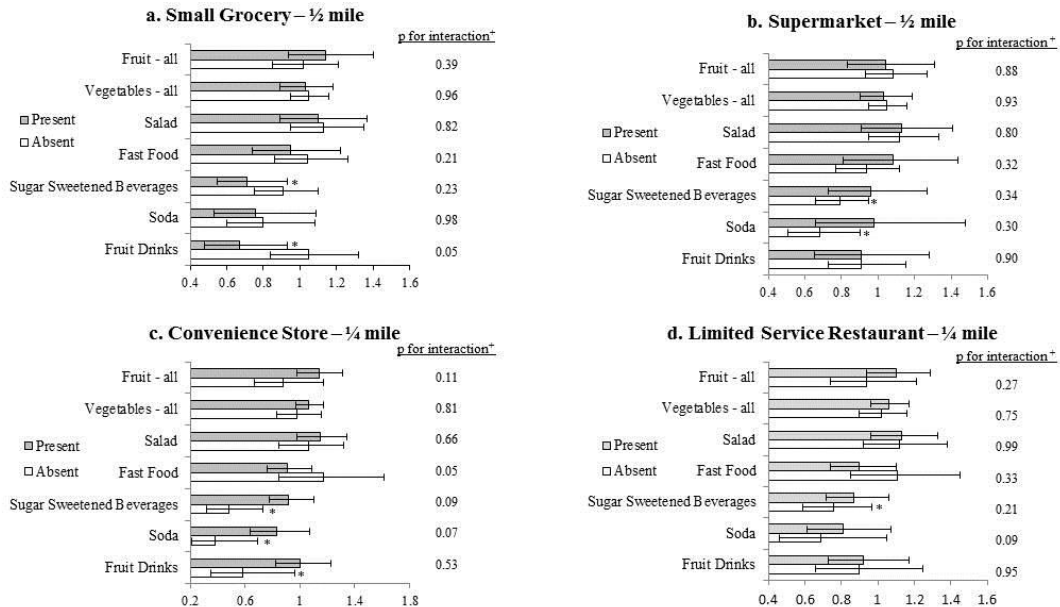 a. Small Grocery – ½ mile
p for interaction⁺
Fruit - all
0.39
Vegetables - all
0.96
Present
Absent
Salad
0.82
Fast Food
0.21
Sugar Sweetened Beverages
*
0.23
Soda
0.98
Fruit Drinks
*
0.05
0.4 0.6 0.8 1 1.2 1.4 1.6
b. Supermarket – ½ mile
p for interaction⁺
Fruit - all
0.88
Vegetables - all
0.93
Present
Absent
Salad
0.80
Fast Food
0.32
Sugar Sweetened Beverages
*
0.34
Soda
*
0.30
Fruit Drinks
0.90
0.4 0.6 0.8 1 1.2 1.4 1.6
c. Convenience Store – ¼ mile
p for interaction⁺
Fruit - all
0.11
Vegetables - all
0.81
Present
Absent
Salad
0.66
Fast Food
0.05
Sugar Sweetened Beverages
*
0.09
Soda
*
0.07
Fruit Drinks
*
0.53
0.2 0.6 1 1.4 1.8
d. Limited Service Restaurant – ¼ mile
p for interaction⁺
Fruit - all
0.27
Vegetables - all
0.75
Present
Absent
Salad
0.99
Fast Food
0.33
Sugar Sweetened Beverages
*
0.21
Soda
0.09
Fruit Drinks
0.95
0.4 0.6 0.8 1 1.2 1.4 1.6